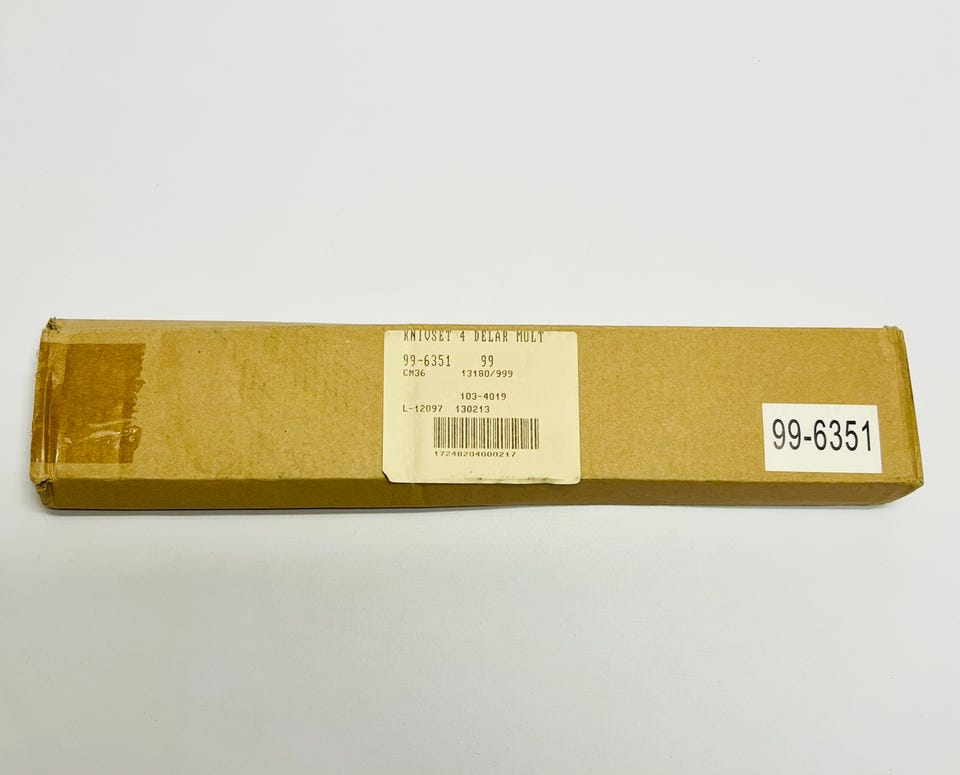 KNIVSET 4 DELAR MULT
99-6351 99
CM36 13180/999
103-4019
L-12097 130213
17240204000217
99-6351